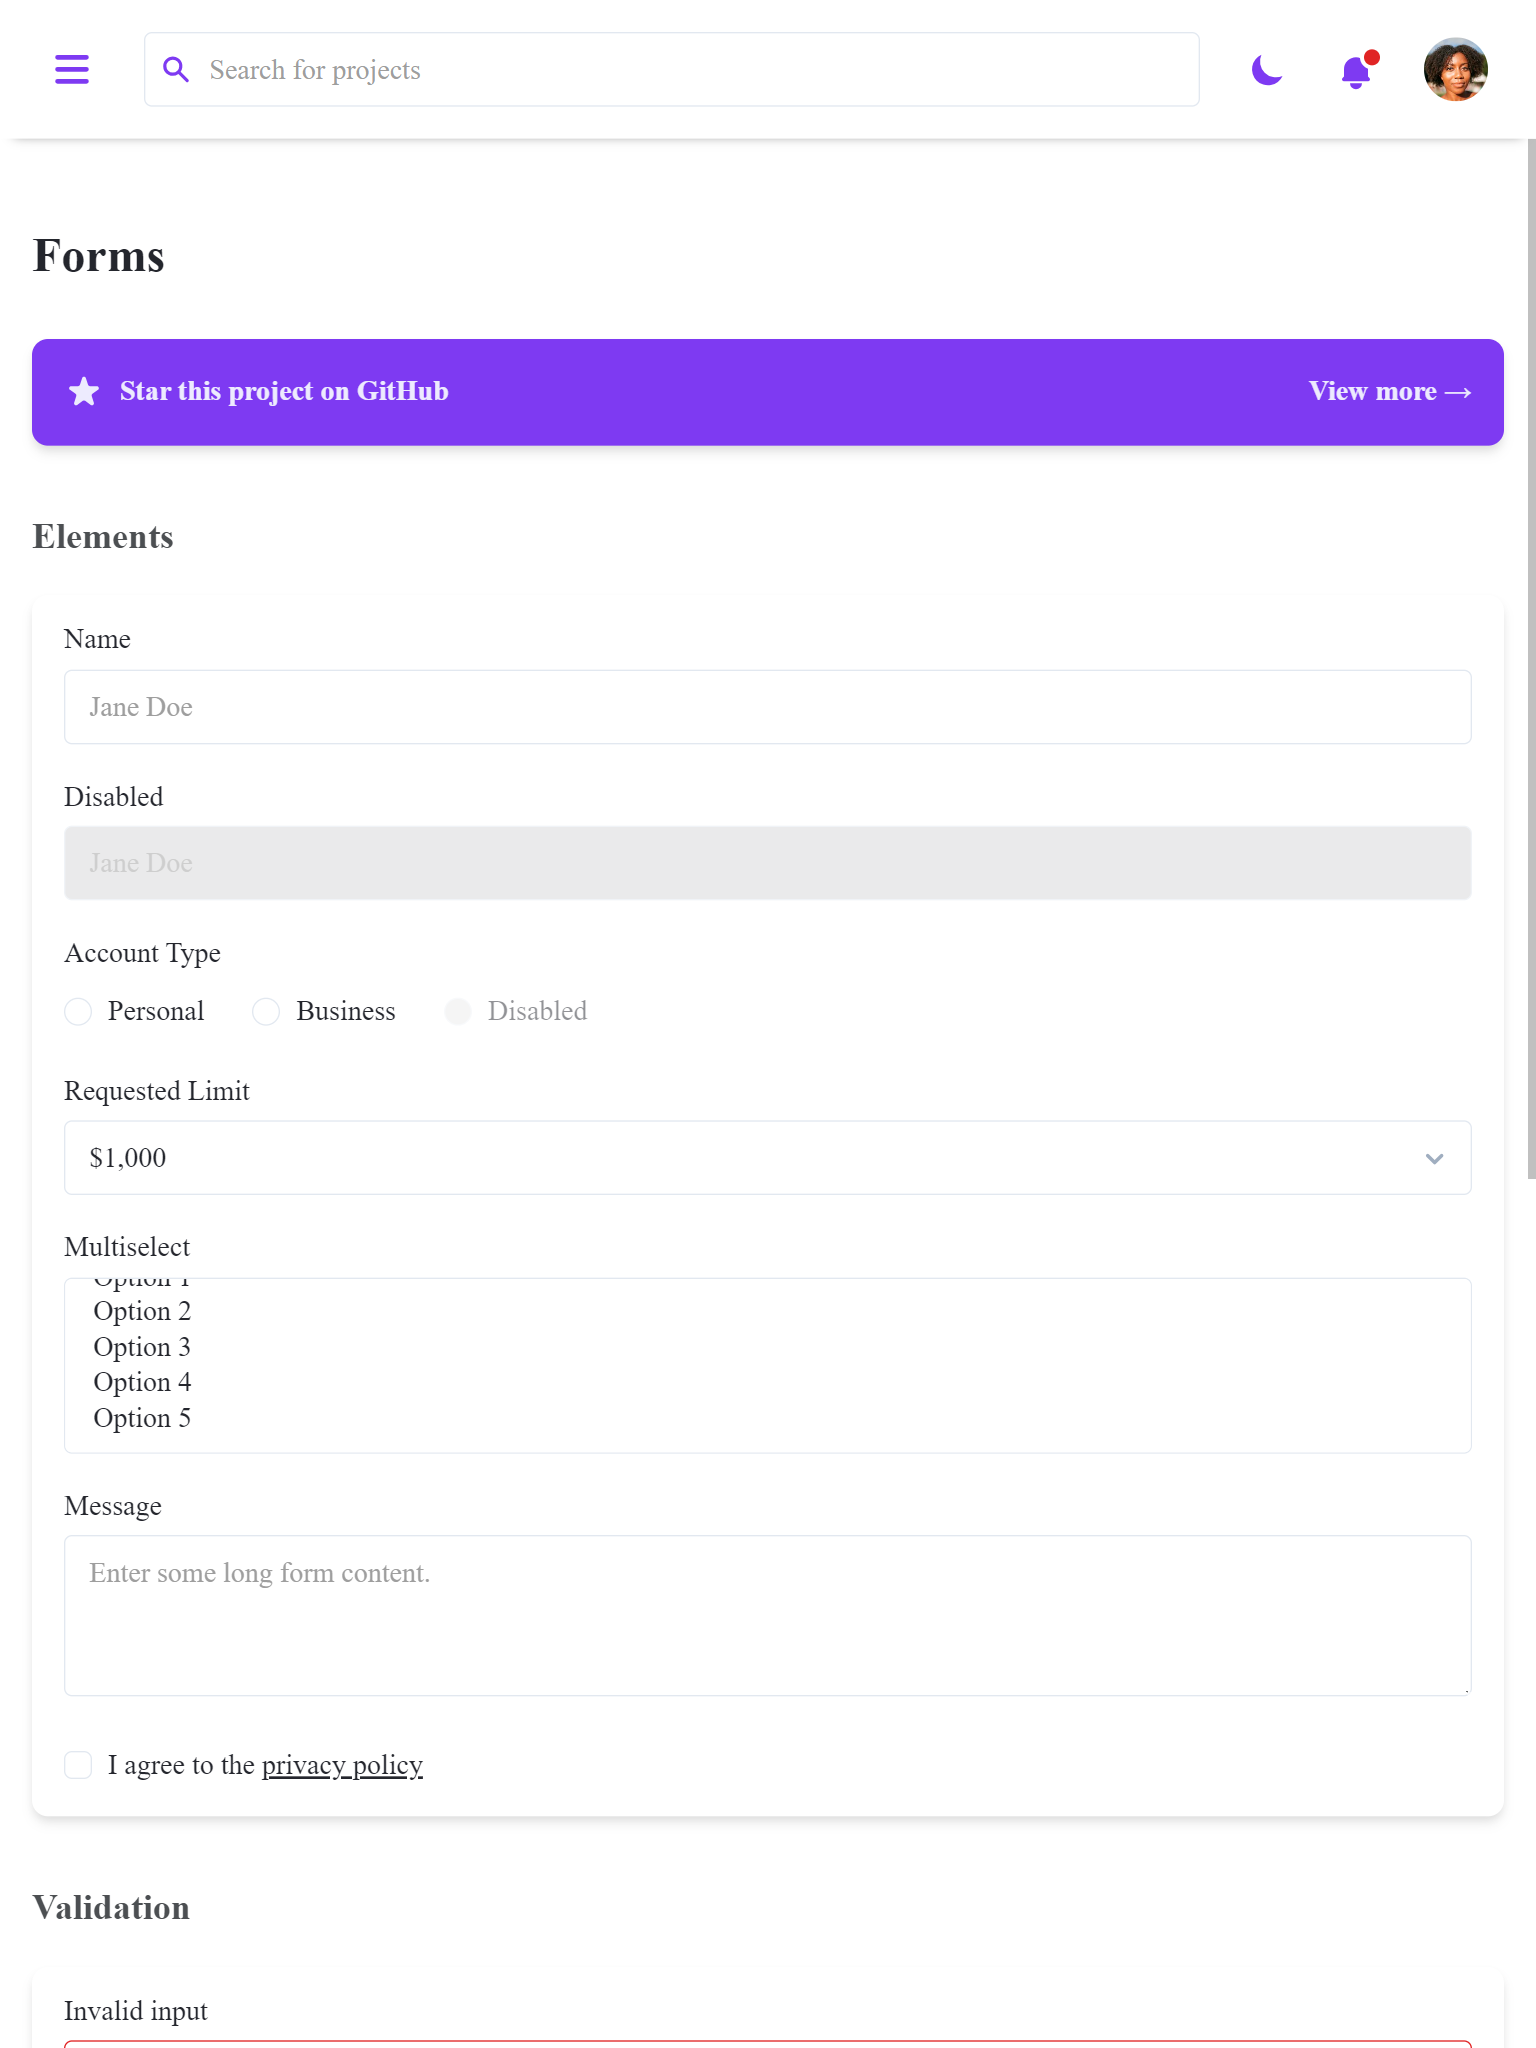 Search for projects
Forms
Star this project on GitHub
View more →
Elements
Name
Jane Doe
Disabled
Jane Doe
Account Type
Personal
Business
Disabled
Requested Limit
$1,000
Multiselect
Option 1
Option 2
Option 3
Option 4
Option 5
Message
Enter some long form content.
I agree to the privacy policy
Validation
Invalid input